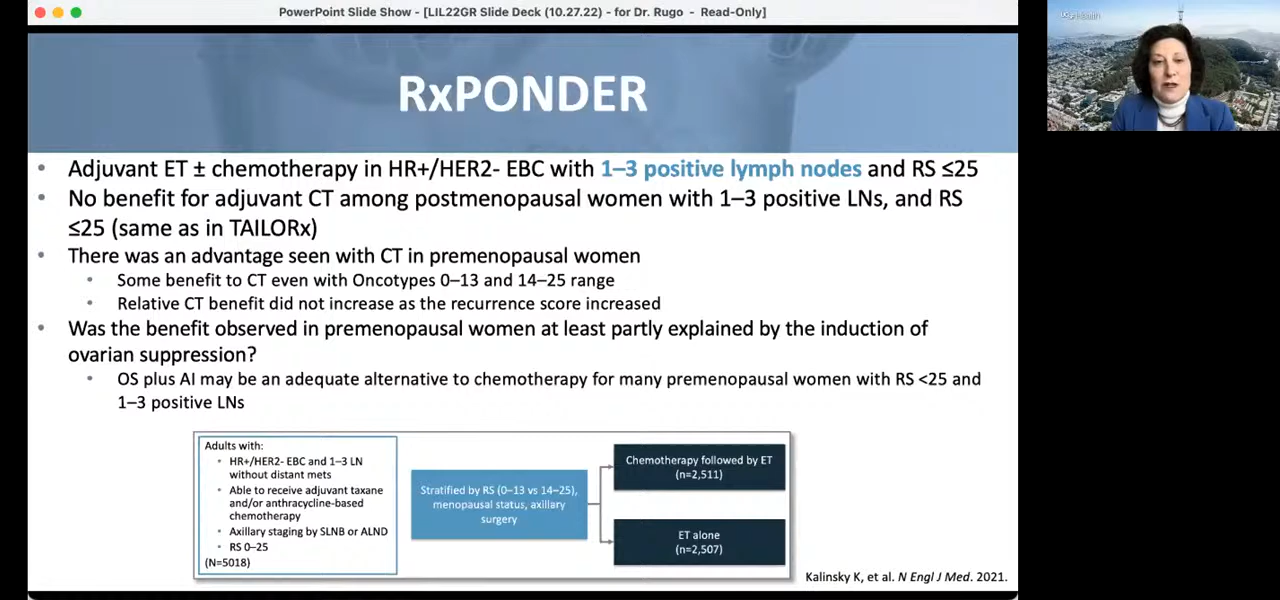 PowerPoint Slide Show - [LIL22GR Slide Deck (10.27.22) - for Dr. Rugo - Read-Only]
RxPONDER
• Adjuvant ET ± chemotherapy in HR+/HER2- EBC with 1–3 positive lymph nodes and RS ≤25
• No benefit for adjuvant CT among postmenopausal women with 1–3 positive LNs, and RS
≤25 (same as in TAILORx)
• There was an advantage seen with CT in premenopausal women
• Some benefit to CT even with Oncotypes 0–13 and 14–25 range
• Relative CT benefit did not increase as the recurrence score increased
• Was the benefit observed in premenopausal women at least partly explained by the induction of
ovarian suppression?
• OS plus AI may be an adequate alternative to chemotherapy for many premenopausal women with RS <25 and
1–3 positive LNs
Adults with:
• HR+/HER2- EBC and 1–3 LN
without distant mets
• Able to receive adjuvant taxane
and/or anthracycline-based
chemotherapy
• Axillary staging by SLNB or ALND
• RS 0–25
(N=5018)
Stratified by RS (0–13 vs 14–25),
menopausal status, axillary
surgery
Chemotherapy followed by ET
(n=2,511)
ET alone
(n=2,507)
Kalinsky K, et al. N Engl J Med. 2021.